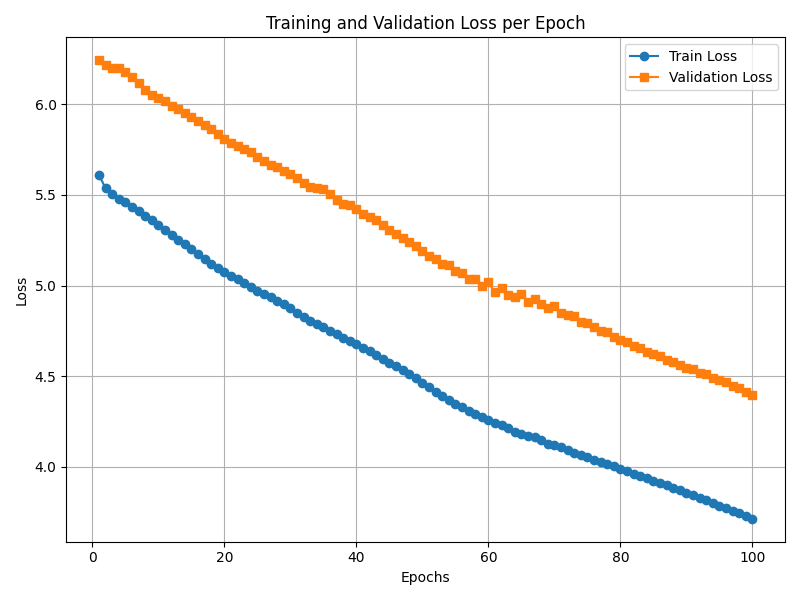 Training and Validation Loss per Epoch
Train Loss
Validation Loss
6.0
5.5
5.0
4.5
4.0
Loss
0 20 40 60 80 100
Epochs